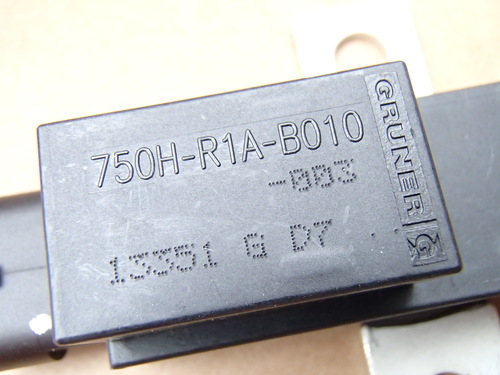 750H-R1A-B010
-003
13351 G D7
GRUNER